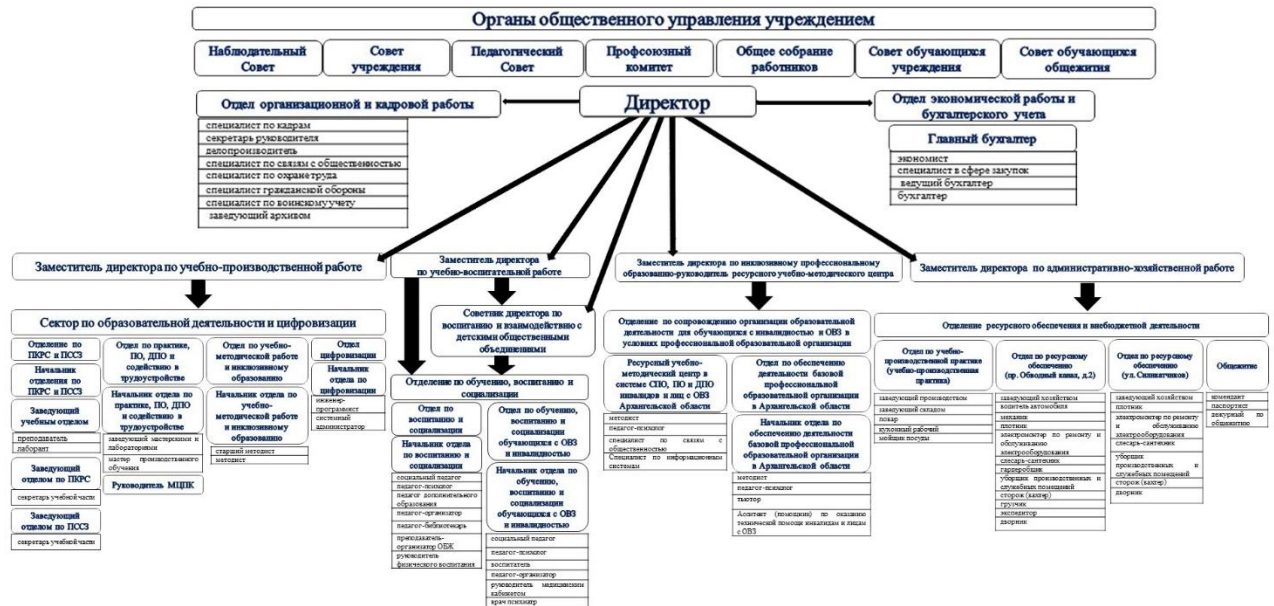 Органы общественного управления учреждением
Наблюдательный
Совет
Совет
учреждения
Педагогический
Совет
Профсоюзный
комитет
Общее собрание
работников
Совет обучающихся
учреждения
Совет обучающихся
общежития
Директор
Отдел организационной и кадровой работы
специалист по кадрам
секретарь руководителя
делопроизводитель
специалист по связям с общественностью
специалист по охране труда
специалист гражданской обороны
специалист по воинскому учету
заведующий архивом
Отдел экономической работы и
бухгалтерского учета
Главный бухгалтер
экономист
специалист в сфере закупок
ведущий бухгалтер
бухгалтер
Заместитель директора по учебно-производственной работе
Заместитель директора
по учебно-воспитательной работе
Заместитель директора по инклюзивному профессиональному
образованию-руководитель ресурсного учебно-методического центра
Заместитель директора по административно-хозяйственной работе
Сектор по образовательной деятельности и цифровизации
Отделение по
ПКРС и ПССЗ
Начальник
отделения по
ПКРС и ПССЗ
Заведующий
учебным отделом
преподаватель
лаборант
Заведующий
отделом по ПКРС
секретарь учебной части
Заведующий
отделом по ПССЗ
секретарь учебной части
Отдел по практике,
ПО, ДПО и
содействию в
трудоустройстве
Начальник отдела по
практике, ПО, ДПО
и содействию в
трудоустройстве
заведующий мастерскими и
лабораториями
мастер производственного
обучения
Руководитель МЦПК
Отдел по учебно-
методической работе
и инклюзивному
образованию
Начальник отдела по
учебно-
методической работе
и инклюзивному
образованию
старший методист
методист
Отдел
цифровизации
Начальник
отдела по
цифровизации
инженер-
программист
системный
администратор
Советник директора по
воспитанию и взаимодействию с
детскими общественными
объединениями
Отделение по обучению, воспитанию и
социализации
Отдел по
воспитанию и
социализации
Начальник отдела
по воспитанию и
социализации
социальный педагог
педагог-психолог
педагог дополнительного
образования
педагог-организатор
педагог-библиотекарь
преподаватель-
организатор ОБЖ
руководитель
физического воспитания
Отдел по обучению,
воспитанию и
социализации
обучающихся с ОВЗ
и инвалидностью
Начальник отдела по
обучению,
воспитанию и
социализации
обучающихся с ОВЗ
и инвалидностью
социальный педагог
педагог-психолог
воспитатель
педагог-организатор
руководитель медицинским
кабинетом
врач психиатр
Отделение по сопровождению организации образовательной
деятельности для обучающихся с инвалидностью и ОВЗ в
условиях профессиональной образовательной организации
Ресурсный учебно-
методический центр в
системе СПО, ПО и ДПО
инвалидов и лиц с ОВЗ
Архангельской области
методист
педагог-психолог
специалист по связям с
общественностью
Специалист по информационным
системам
Отдел по обеспечению
деятельности базовой
профессиональной
образовательной организации
в Архангельской области
Начальник отдела по
обеспечению деятельности
базовой профессиональной
образовательной организации
в Архангельской области
методист
педагог-психолог
тьютор
Ассистент (помощник) по оказанию
технической помощи инвалидам и лицам
с ОВЗ
Отделение ресурсного обеспечения и внебюджетной деятельности
Отдел по учебно-
производственной практике
(учебно-производственная
практика)
заведующий производством
заведующий складом
повар
кухонный рабочий
мойщик посуды
Отдел по ресурсному
обеспечению
(пр. Обводный канал, д.2)
заведующий хозяйством
водитель автомобиля
механик
плотник
электромонтер по ремонту и
обслуживанию
электрооборудования
слесарь-сантехник
гардеробщик
уборщик производственных и
служебных помещений
сторож (вахтер)
грузчик
экспедитор
дворник
Отдел по ресурсному
обеспечению
(ул. Силикатчиков)
заведующий хозяйством
плотник
электромонтер по ремонту
и обслуживанию
электрооборудования
слесарь-сантехник
уборщик
производственных и
служебных помещений
сторож (вахтер)
дворник
Общежитие
комендант
паспортист
дежурный по
общежитию